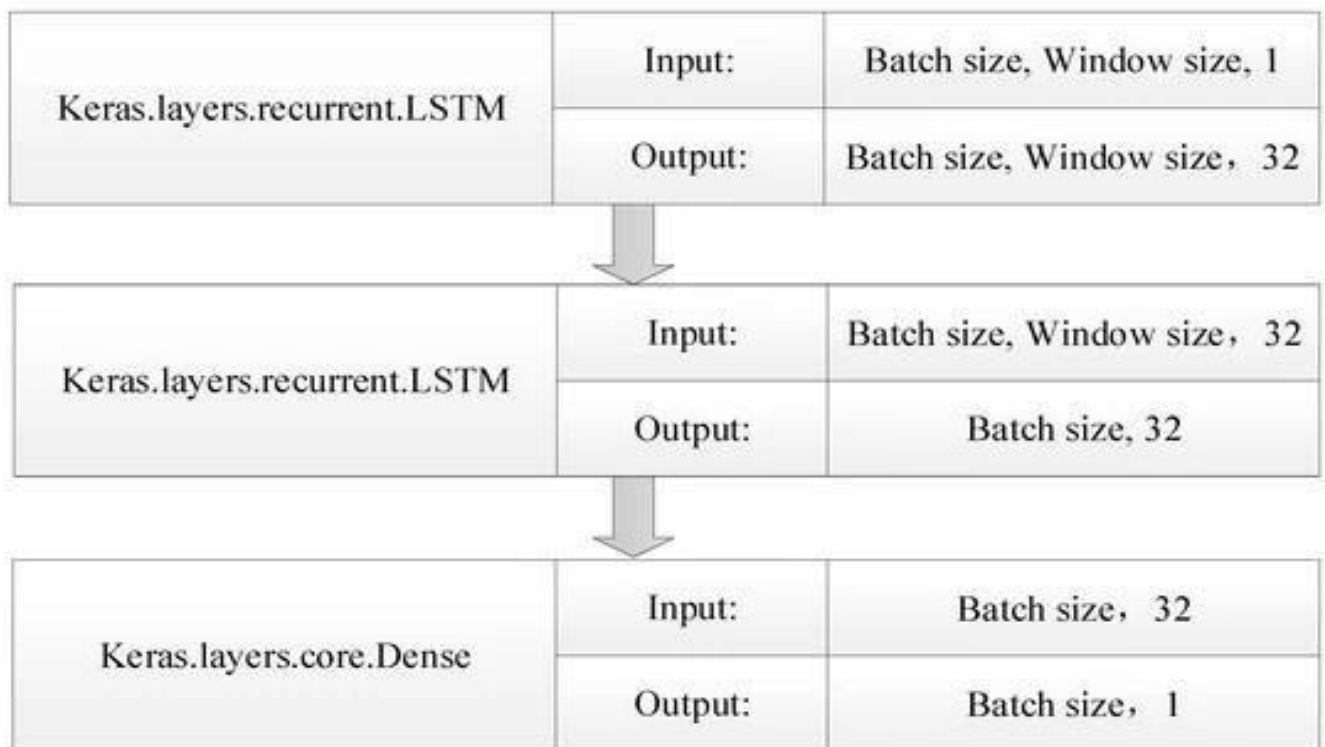 Keras.layers.recurrent.LSTM
Input:
Batch size, Window size, 1
Output:
Batch size, Window size，32
Keras.layers.recurrent.LSTM
Input:
Batch size, Window size，32
Output:
Batch size, 32
Keras.layers.core.Dense
Input:
Batch size，32
Output:
Batch size，1